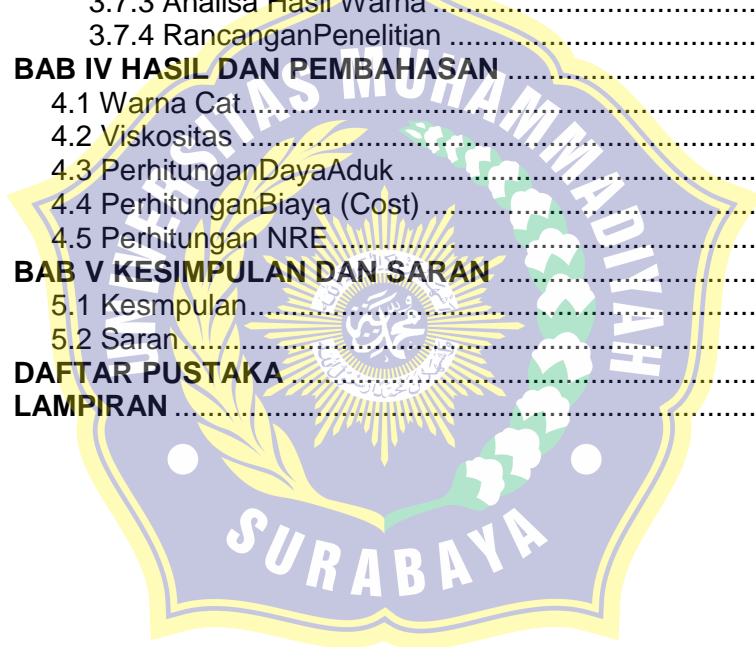 3.7.3 Analisa Hasil Warna ................................
3.7.4 RancanganPenelitian ................................
BAB IV HASIL DAN PEMBAHASAN ................................
4.1 Warna Cat................................
4.2 Viskositas ................................
4.3 PerhitunganDayaAduk ................................
4.4 PerhitunganBiaya (Cost)................................
4.5 Perhitungan NRE................................
BAB V KESIMPULAN DAN SARAN ................................
5.1 Kesmpulan................................
5.2 Saran................................
DAFTAR PUSTAKA ................................
LAMPIRAN ................................
UNIVERSITAS MUHAMMADIYAH
SURABAYA